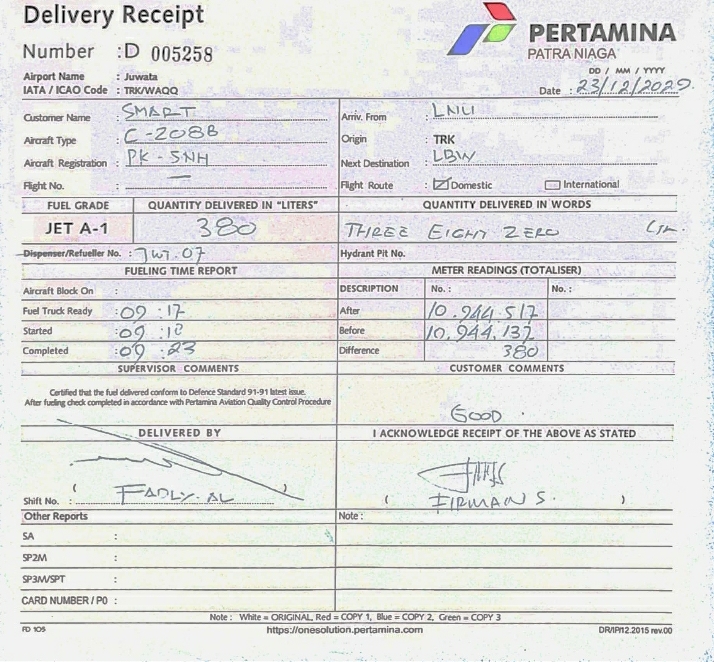 Delivery Receipt
Number :D 005258
PERTAMINA
PATRA NIAGA
Airport Name : Juwata
IATA / ICAO Code : TRK/WAQQ
DD / MM / YYYY
Date : 23/12/2029
Customer Name : SMART
Arriv. From : LNU
Aircraft Type : C-208B
Origin : TRK
Aircraft Registration : PK-SNH
Next Destination : LBW
Flight No. : —
Flight Route : ☑ Domestic ☐ International
FUEL GRADE QUANTITY DELIVERED IN "LITERS" QUANTITY DELIVERED IN WORDS
JET A-1 380 THREE EIGHT ZERO
Dispenser/Refueller No. : TWT.07 Hydrant Pit No.
FUELING TIME REPORT METER READINGS (TOTALISER)
Aircraft Block On : DESCRIPTION No. : No. :
Fuel Truck Ready : 09 : 17 After 10.944.517
Started : 09 : 18 Before 10.944.137
Completed : 09 : 23 Difference 380
SUPERVISOR COMMENTS CUSTOMER COMMENTS
Certified that the fuel delivered conform to Defence Standard 91-91 latest issue.
After fueling check completed in accordance with Pertamina Aviation Quality Control Procedure
GOOD.
DELIVERED BY I ACKNOWLEDGE RECEIPT OF THE ABOVE AS STATED
Shift No. : ( FADLY. AL ( FIRMAN S. )
Other Reports Note :
SA :
SP2M :
SP3M/SPT :
CARD NUMBER / P0 :
Note : White = ORIGINAL, Red = COPY 1, Blue = COPY 2, Green = COPY 3
FD 105 https://onesolution.pertamina.com DR/IP/12.2015 rev.00